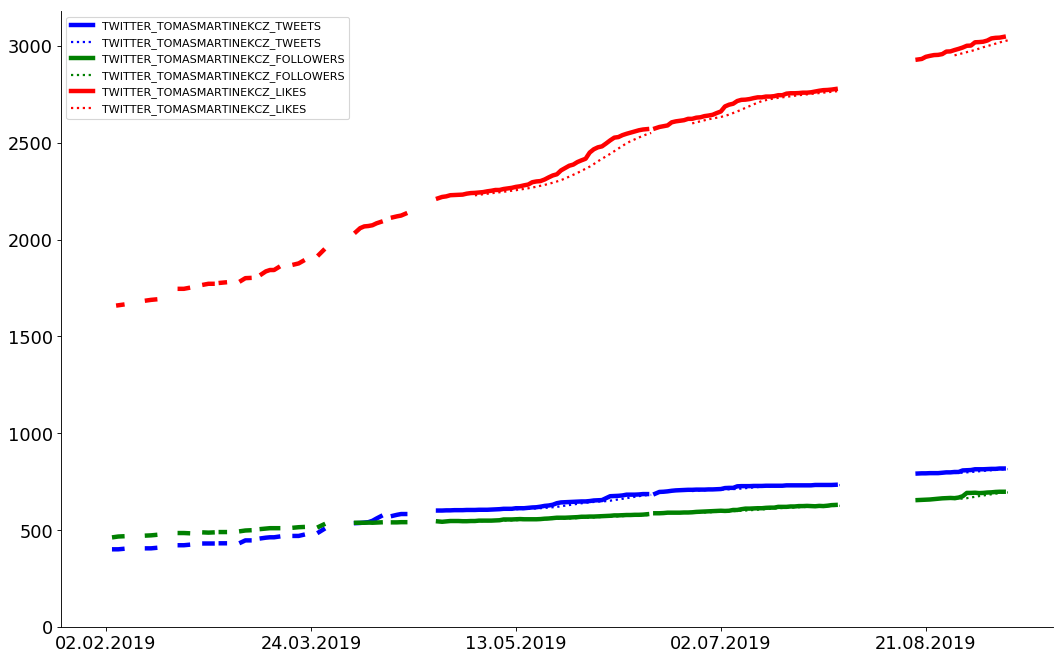 TWITTER_TOMASMARTINEKCZ_TWEETS
TWITTER_TOMASMARTINEKCZ_TWEETS
TWITTER_TOMASMARTINEKCZ_FOLLOWERS
TWITTER_TOMASMARTINEKCZ_FOLLOWERS
TWITTER_TOMASMARTINEKCZ_LIKES
TWITTER_TOMASMARTINEKCZ_LIKES
3000
2500
2000
1500
1000
500
0
02.02.2019 24.03.2019 13.05.2019 02.07.2019 21.08.2019